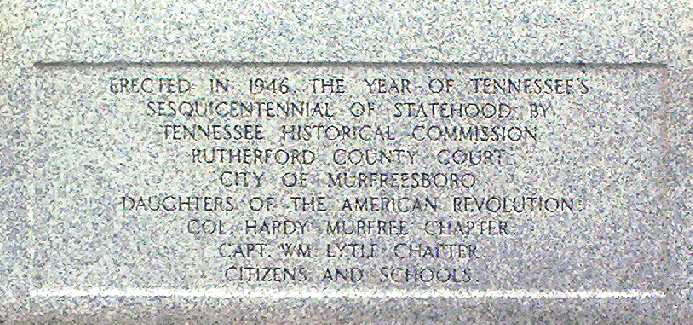 ERECTED IN 1946, THE YEAR OF TENNESSEE'S
SESQUICENTENNIAL OF STATEHOOD BY
TENNESSEE HISTORICAL COMMISSION
RUTHERFORD COUNTY COURT
CITY OF MURFREESBORO
DAUGHTERS OF THE AMERICAN REVOLUTION:
COL. HARDY MURFREE CHAPTER
CAPT. WM. LYTLE CHAPTER
CITIZENS AND SCHOOLS